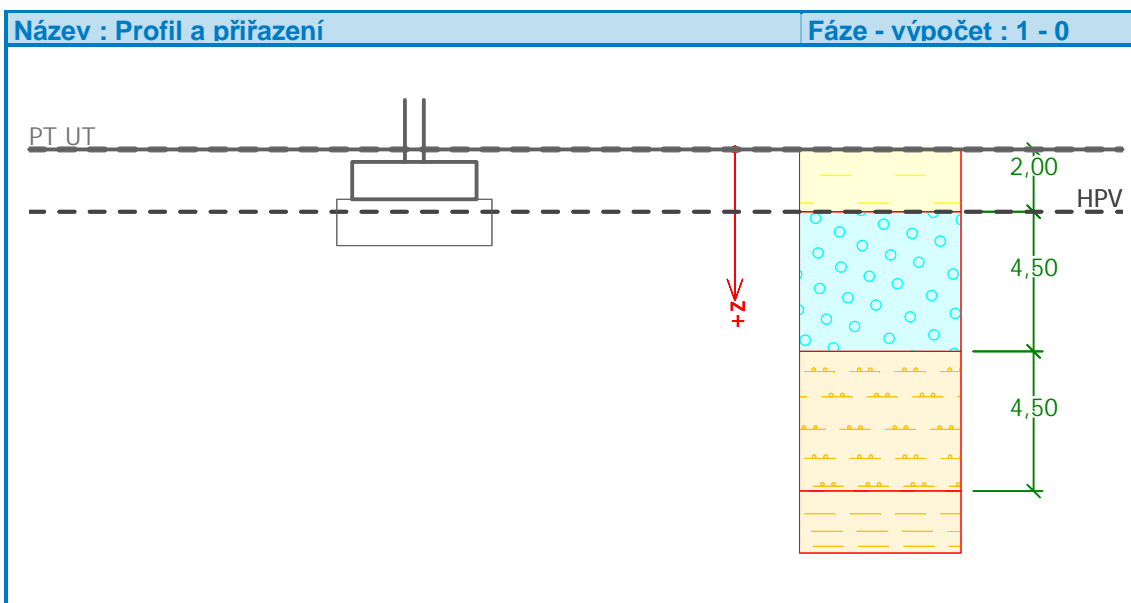 Název : Profil a přiřazení
Fáze - výpočet : 1 - 0
PT UT
2,00
HPV
4,50
+z
4,50